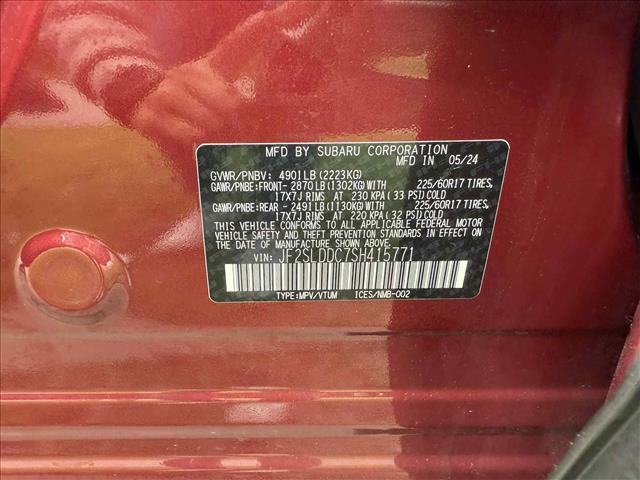 MFD BY SUBARU CORPORATION
MFD IN 05/24
GVWR/PNBV: 4901LB (2223KG)
GAWR/PNBE:FRONT- 2870LB (1302KG) WITH 225/60R17 TIRES,
17X7J RIMS AT 230 KPA (33 PSI) COLD
GAWR/PNBE:REAR - 2491LB (1130KG) WITH 225/60R17 TIRES,
17X7J RIMS AT 220 KPA (32 PSI) COLD
THIS VEHICLE CONFORMS TO ALL APPLICABLE FEDERAL MOTOR
VEHICLE SAFETY AND THEFT PREVENTION STANDARDS IN
EFFECT ON THE DATE OF MANUFACTURE SHOWN ABOVE.
VIN: JF2SLDDC7SH415771
TYPE:MPV/VTUM ICES/NMB-002